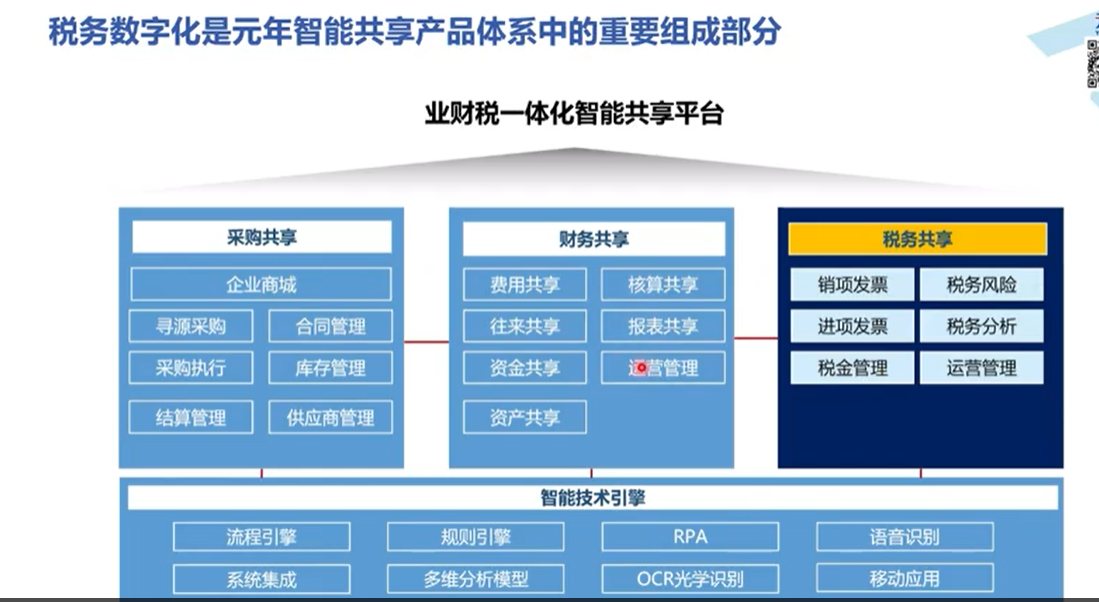 税务数字化是元年智能共享产品体系中的重要组成部分
业财税一体化智能共享平台
采购共享
企业商城
寻源采购 合同管理
采购执行 库存管理
结算管理 供应商管理
财务共享
费用共享 核算共享
往来共享 报表共享
资金共享 运营管理
资产共享
税务共享
销项发票 税务风险
进项发票 税务分析
税金管理 运营管理
智能技术引擎
流程引擎 规则引擎 RPA 语音识别
系统集成 多维分析模型 OCR光学识别 移动应用